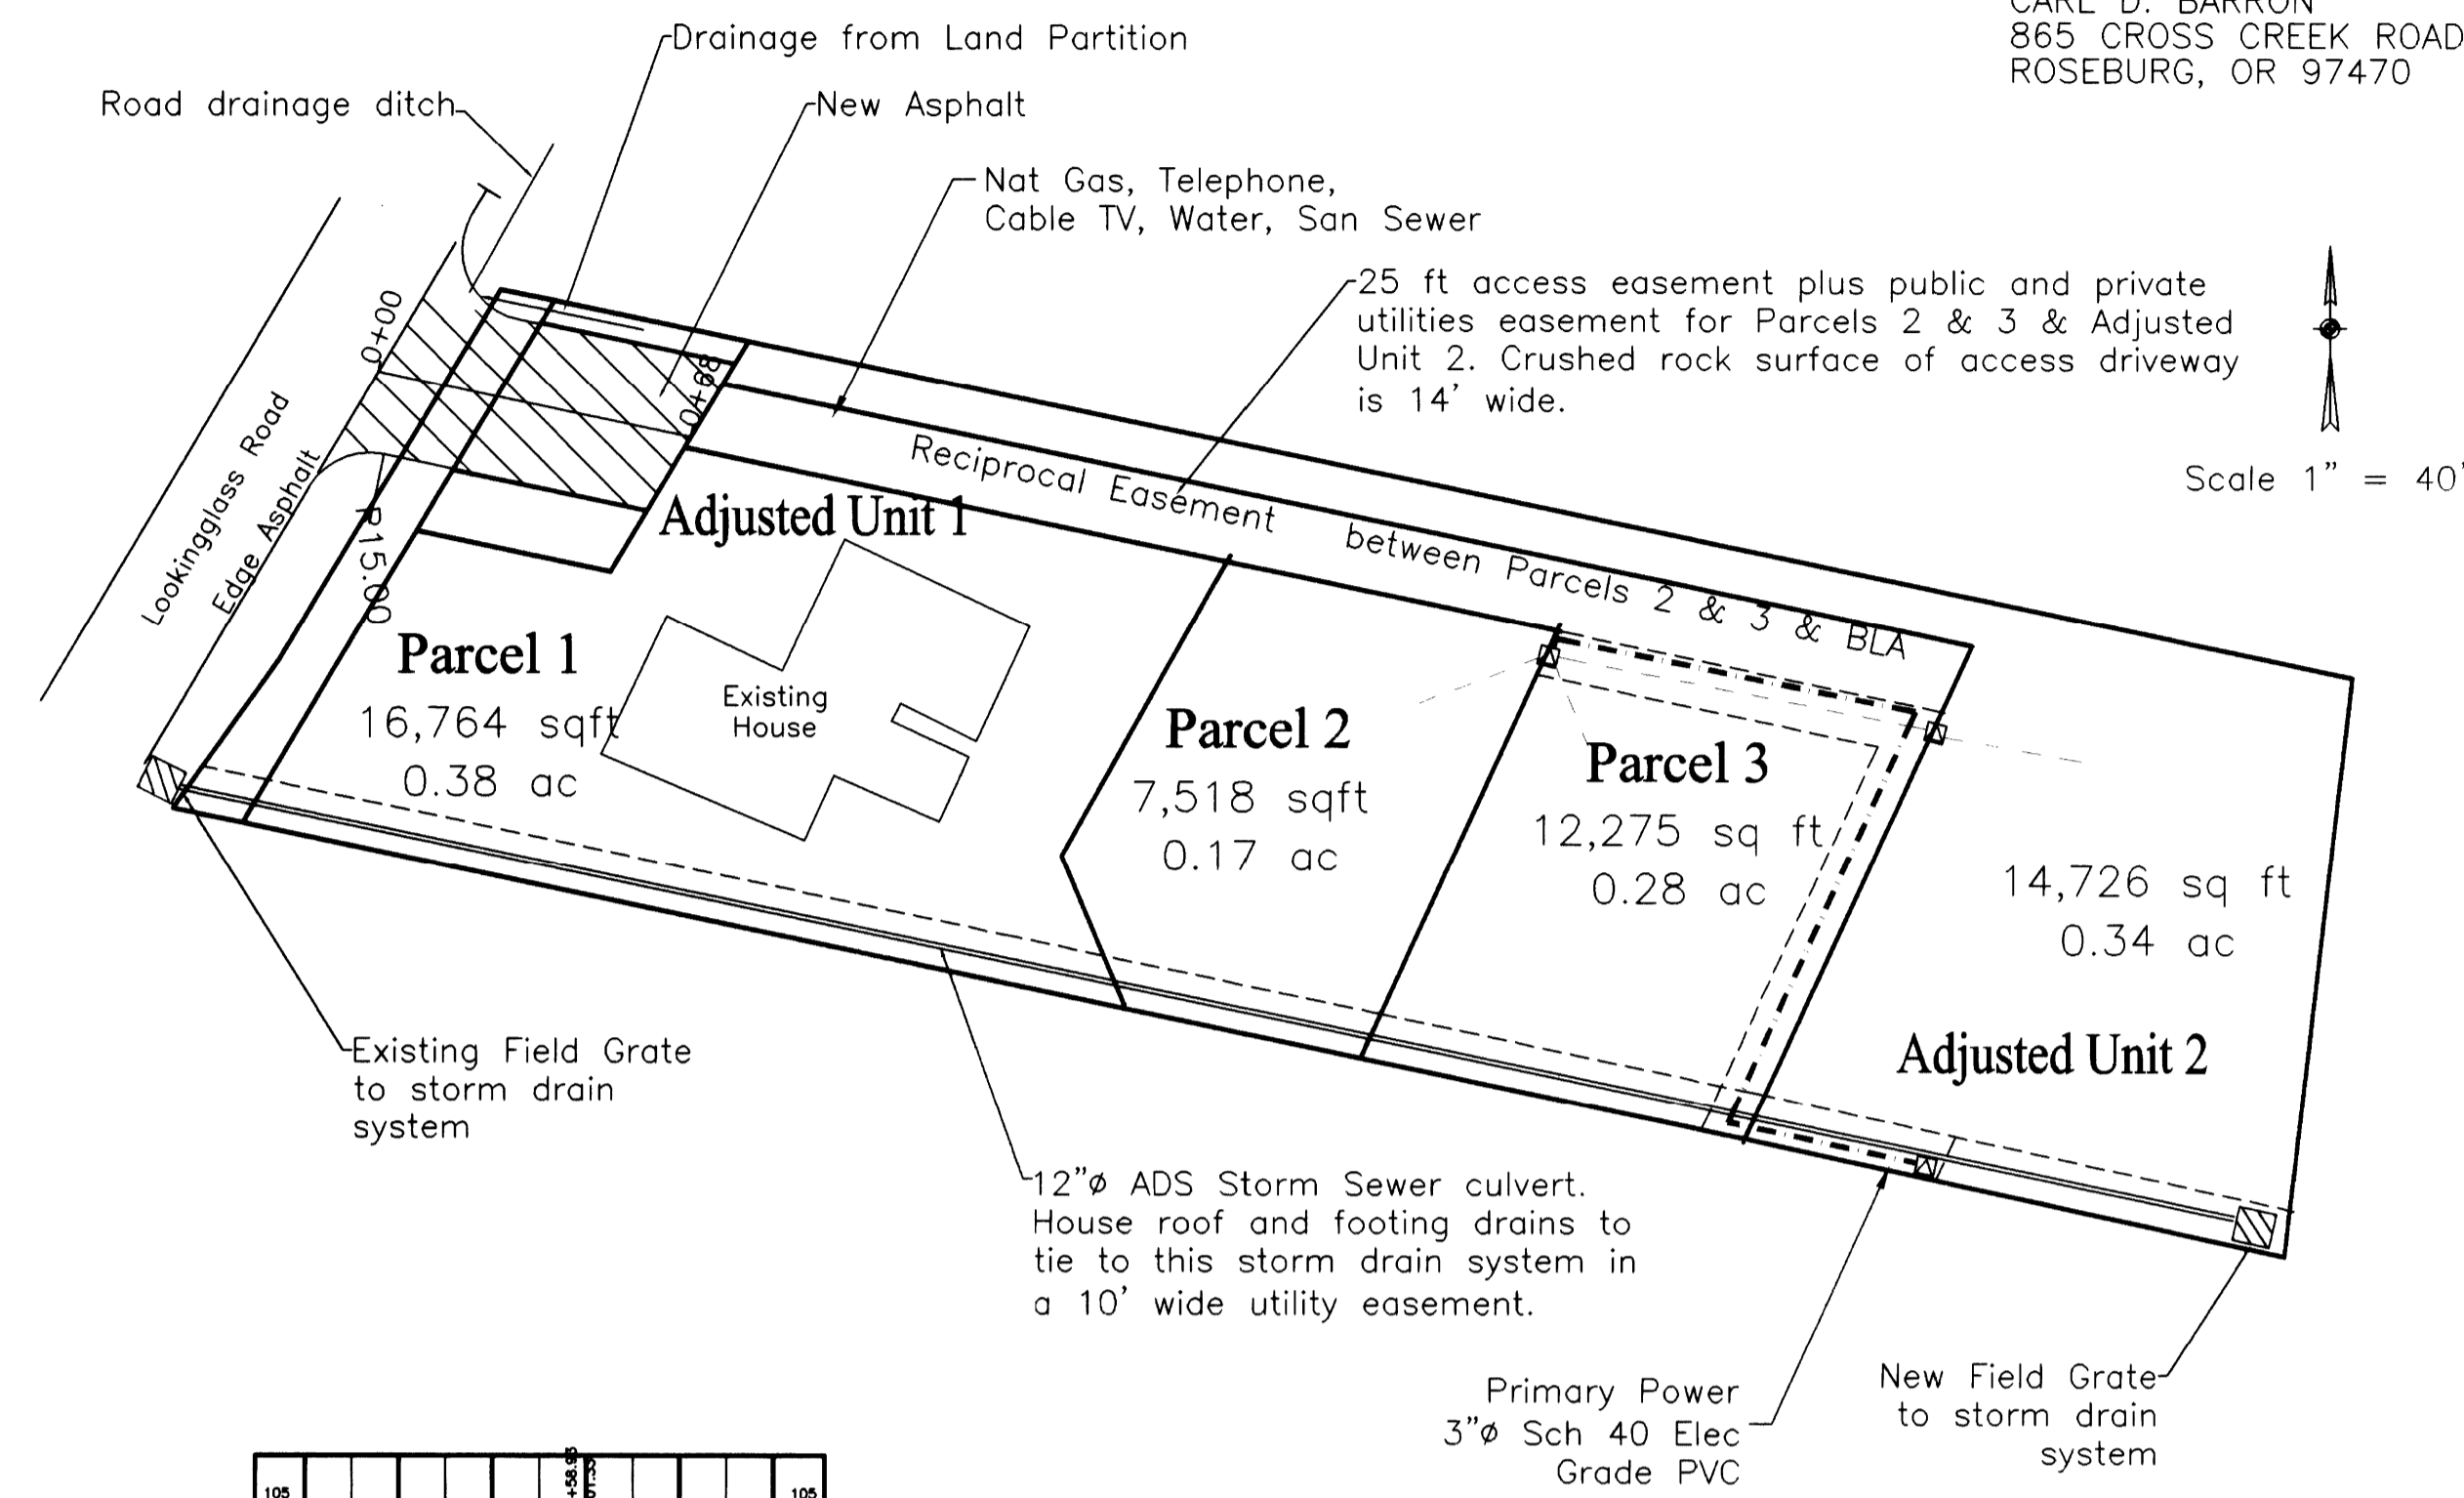 CARL D. BARRON
865 CROSS CREEK ROAD
ROSEBURG, OR 97470
Drainage from Land Partition
Road drainage ditch
New Asphalt
Nat Gas, Telephone,
Cable TV, Water, San Sewer
25 ft access easement plus public and private
utilities easement for Parcels 2 & 3 & Adjusted
Unit 2. Crushed rock surface of access driveway
is 14' wide.
Scale 1" = 40'
0+00
0+68
Lookingglass Road
Edge Asphalt
R15.00
Reciprocal Easement between Parcels 2 & 3 & BLA
Adjusted Unit 1
Parcel 1
16,764 sqft
0.38 ac
Existing
House
Parcel 2
7,518 sqft
0.17 ac
Parcel 3
12,275 sq ft
0.28 ac
14,726 sq ft
0.34 ac
Adjusted Unit 2
Existing Field Grate
to storm drain
system
12"ø ADS Storm Sewer culvert.
House roof and footing drains to
tie to this storm drain system in
a 10' wide utility easement.
Primary Power
3"ø Sch 40 Elec
Grade PVC
New Field Grate
to storm drain
system
105
105